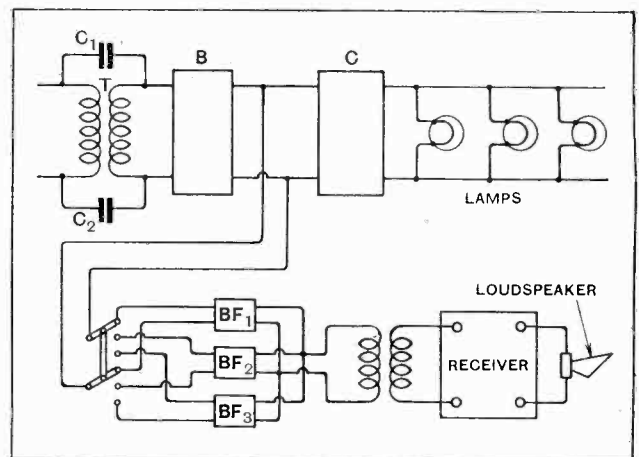 C1
T
B
C
C2
LAMPS
LOUDSPEAKER
BF1
BF2
RECEIVER
BF3